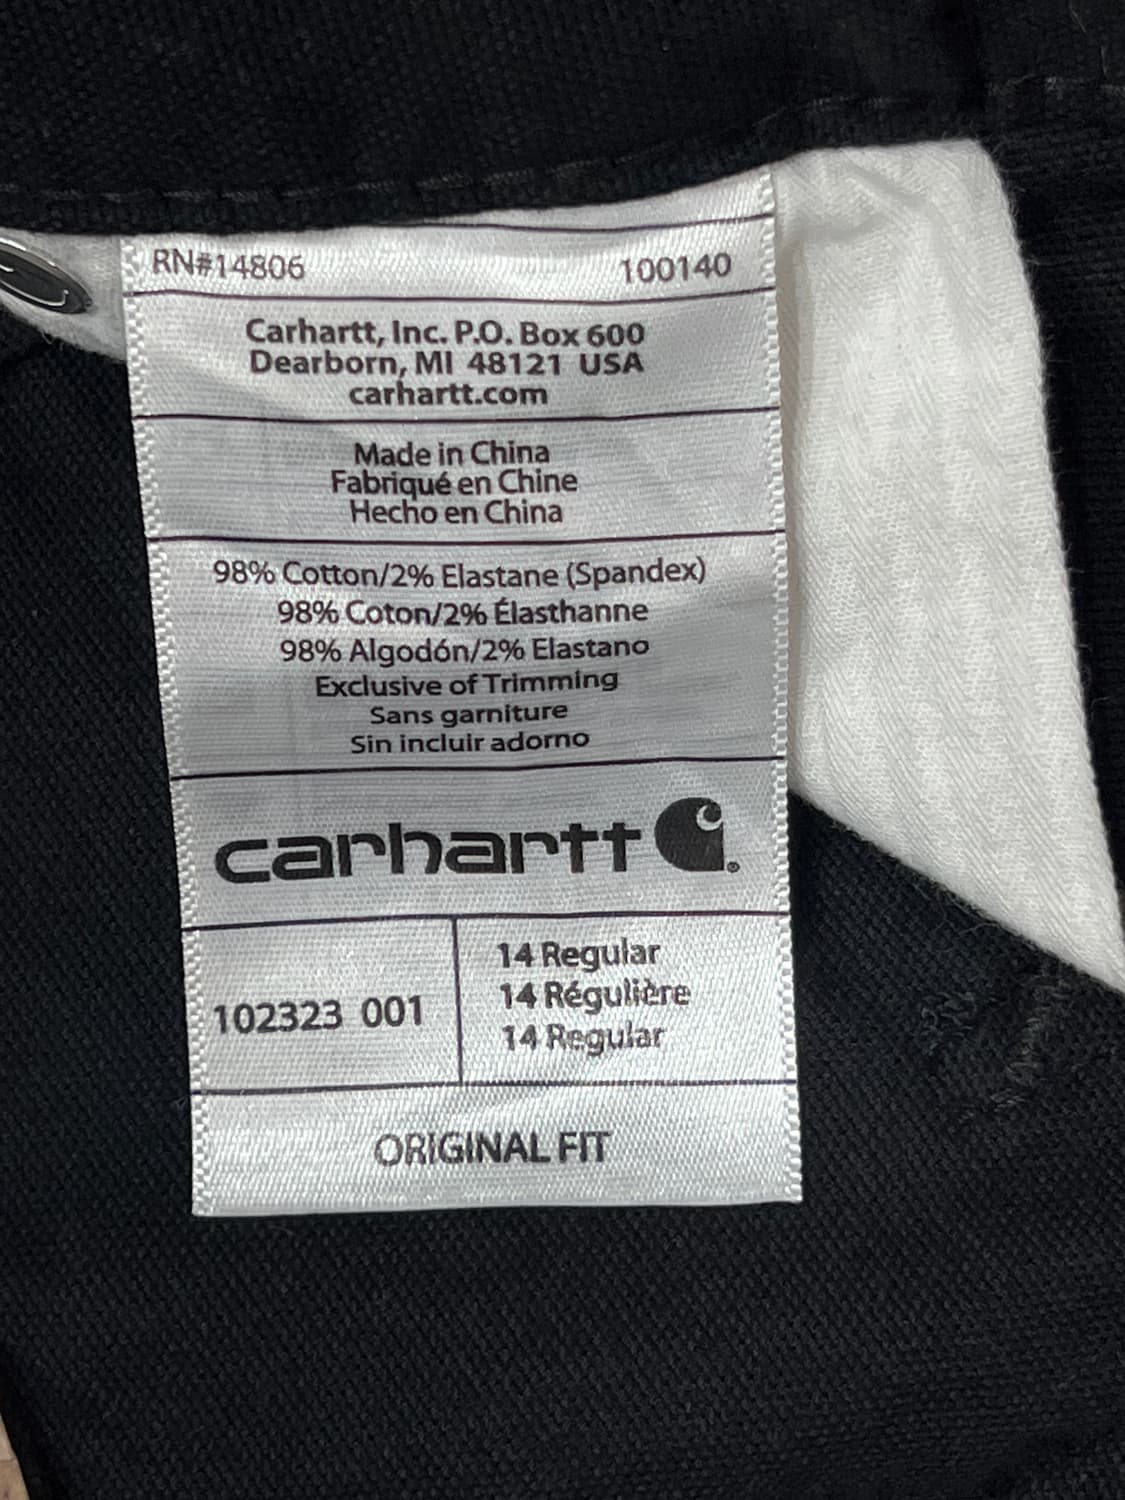 RN#14806 100140
Carhartt, Inc. P.O. Box 600
Dearborn, MI 48121 USA
carhartt.com
Made in China
Fabriqué en Chine
Hecho en China
98% Cotton/2% Elastane (Spandex)
98% Coton/2% Élasthanne
98% Algodón/2% Elastano
Exclusive of Trimming
Sans garniture
Sin incluir adorno
carhartt ®
102323 001
14 Regular
14 Régulière
14 Regular
ORIGINAL FIT